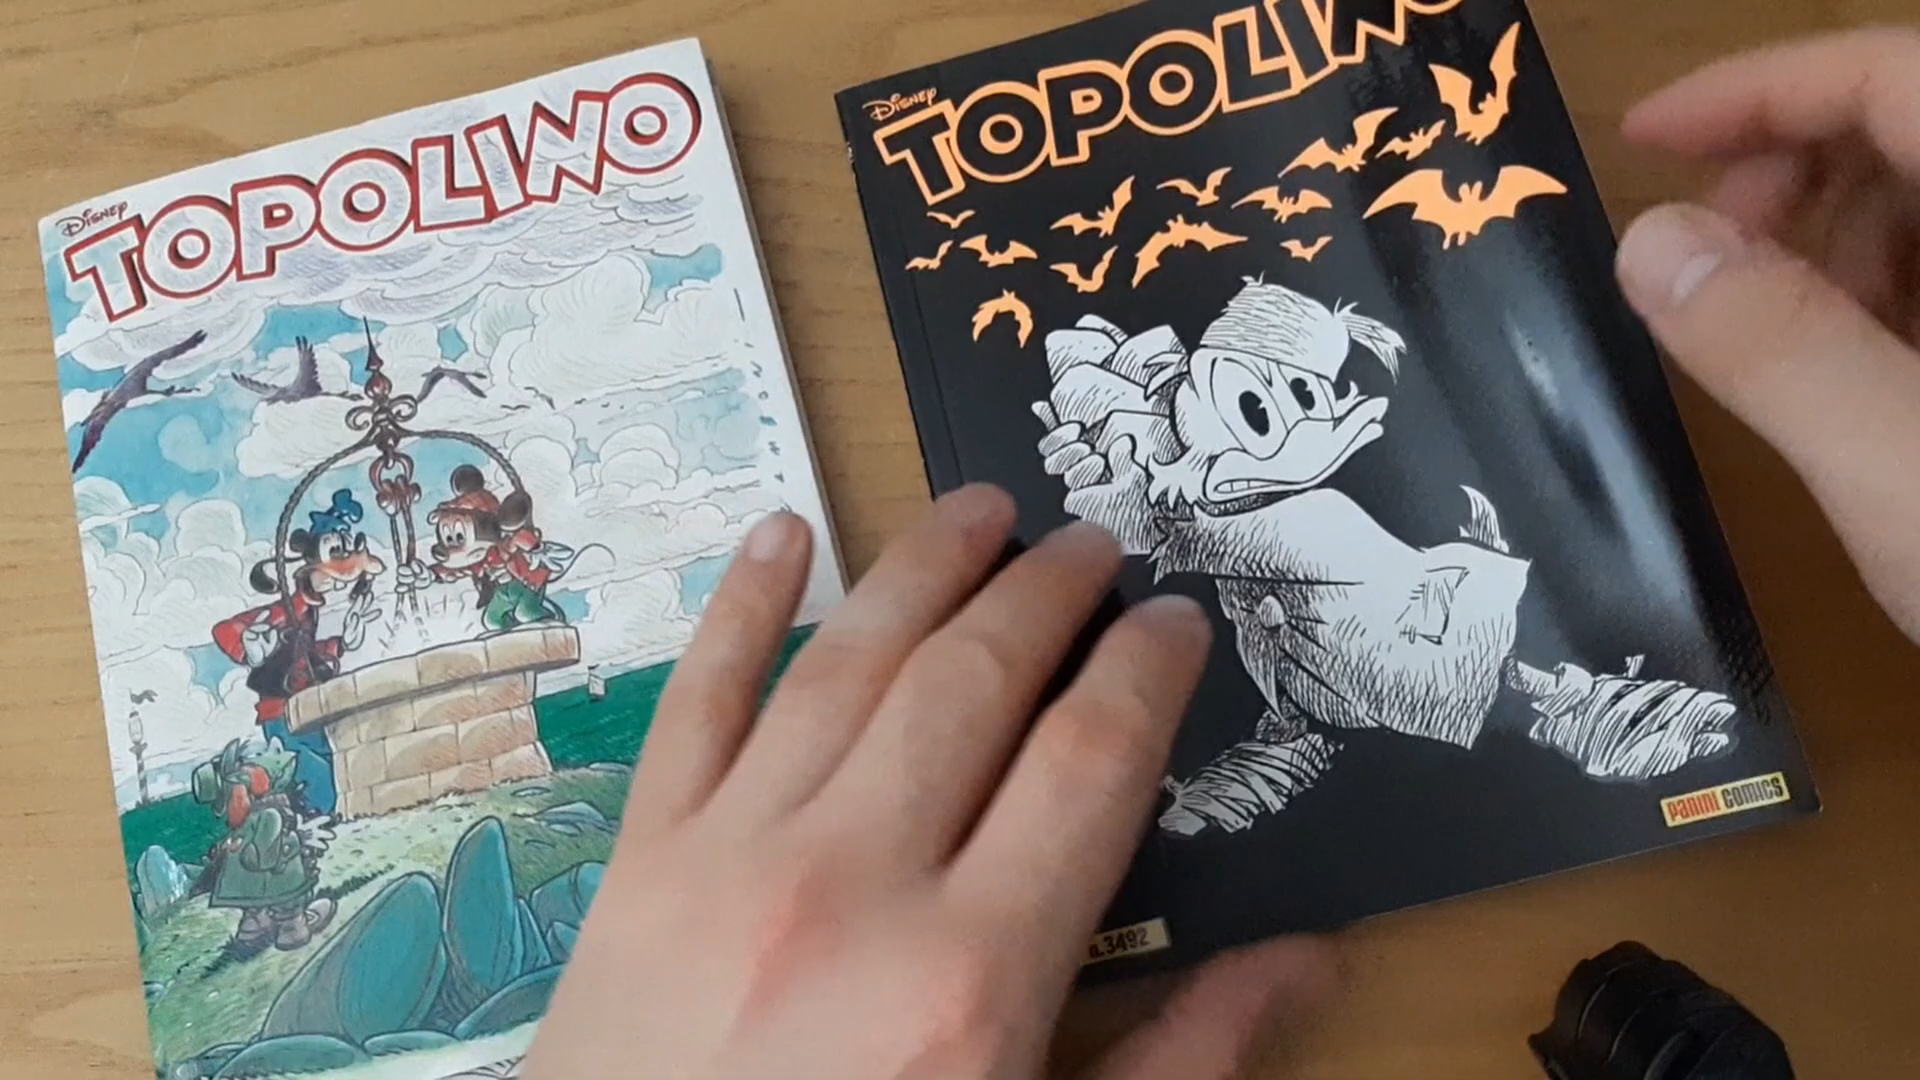 Disney
TOPOLINO
Disney
TOPOLINO
PANINI COMICS
n.3492